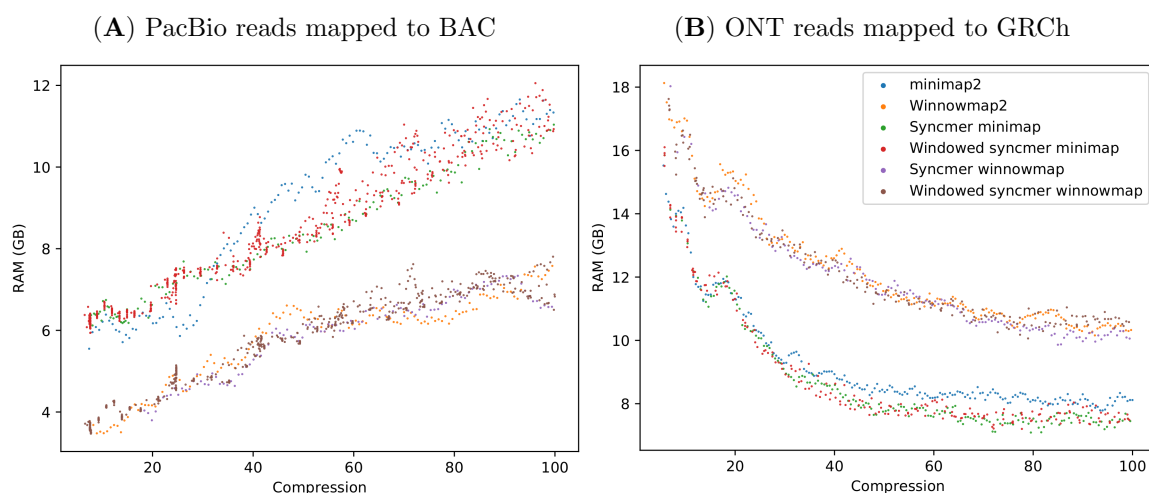 (A) PacBio reads mapped to BAC
12
10
8
6
4
RAM (GB)
20 40 60 80 100
Compression
(B) ONT reads mapped to GRCh
18
16
14
12
10
8
RAM (GB)
minimap2
Winnowmap2
Syncmer minimap
Windowed syncmer minimap
Syncmer winnowmap
Windowed syncmer winnowmap
20 40 60 80 100
Compression